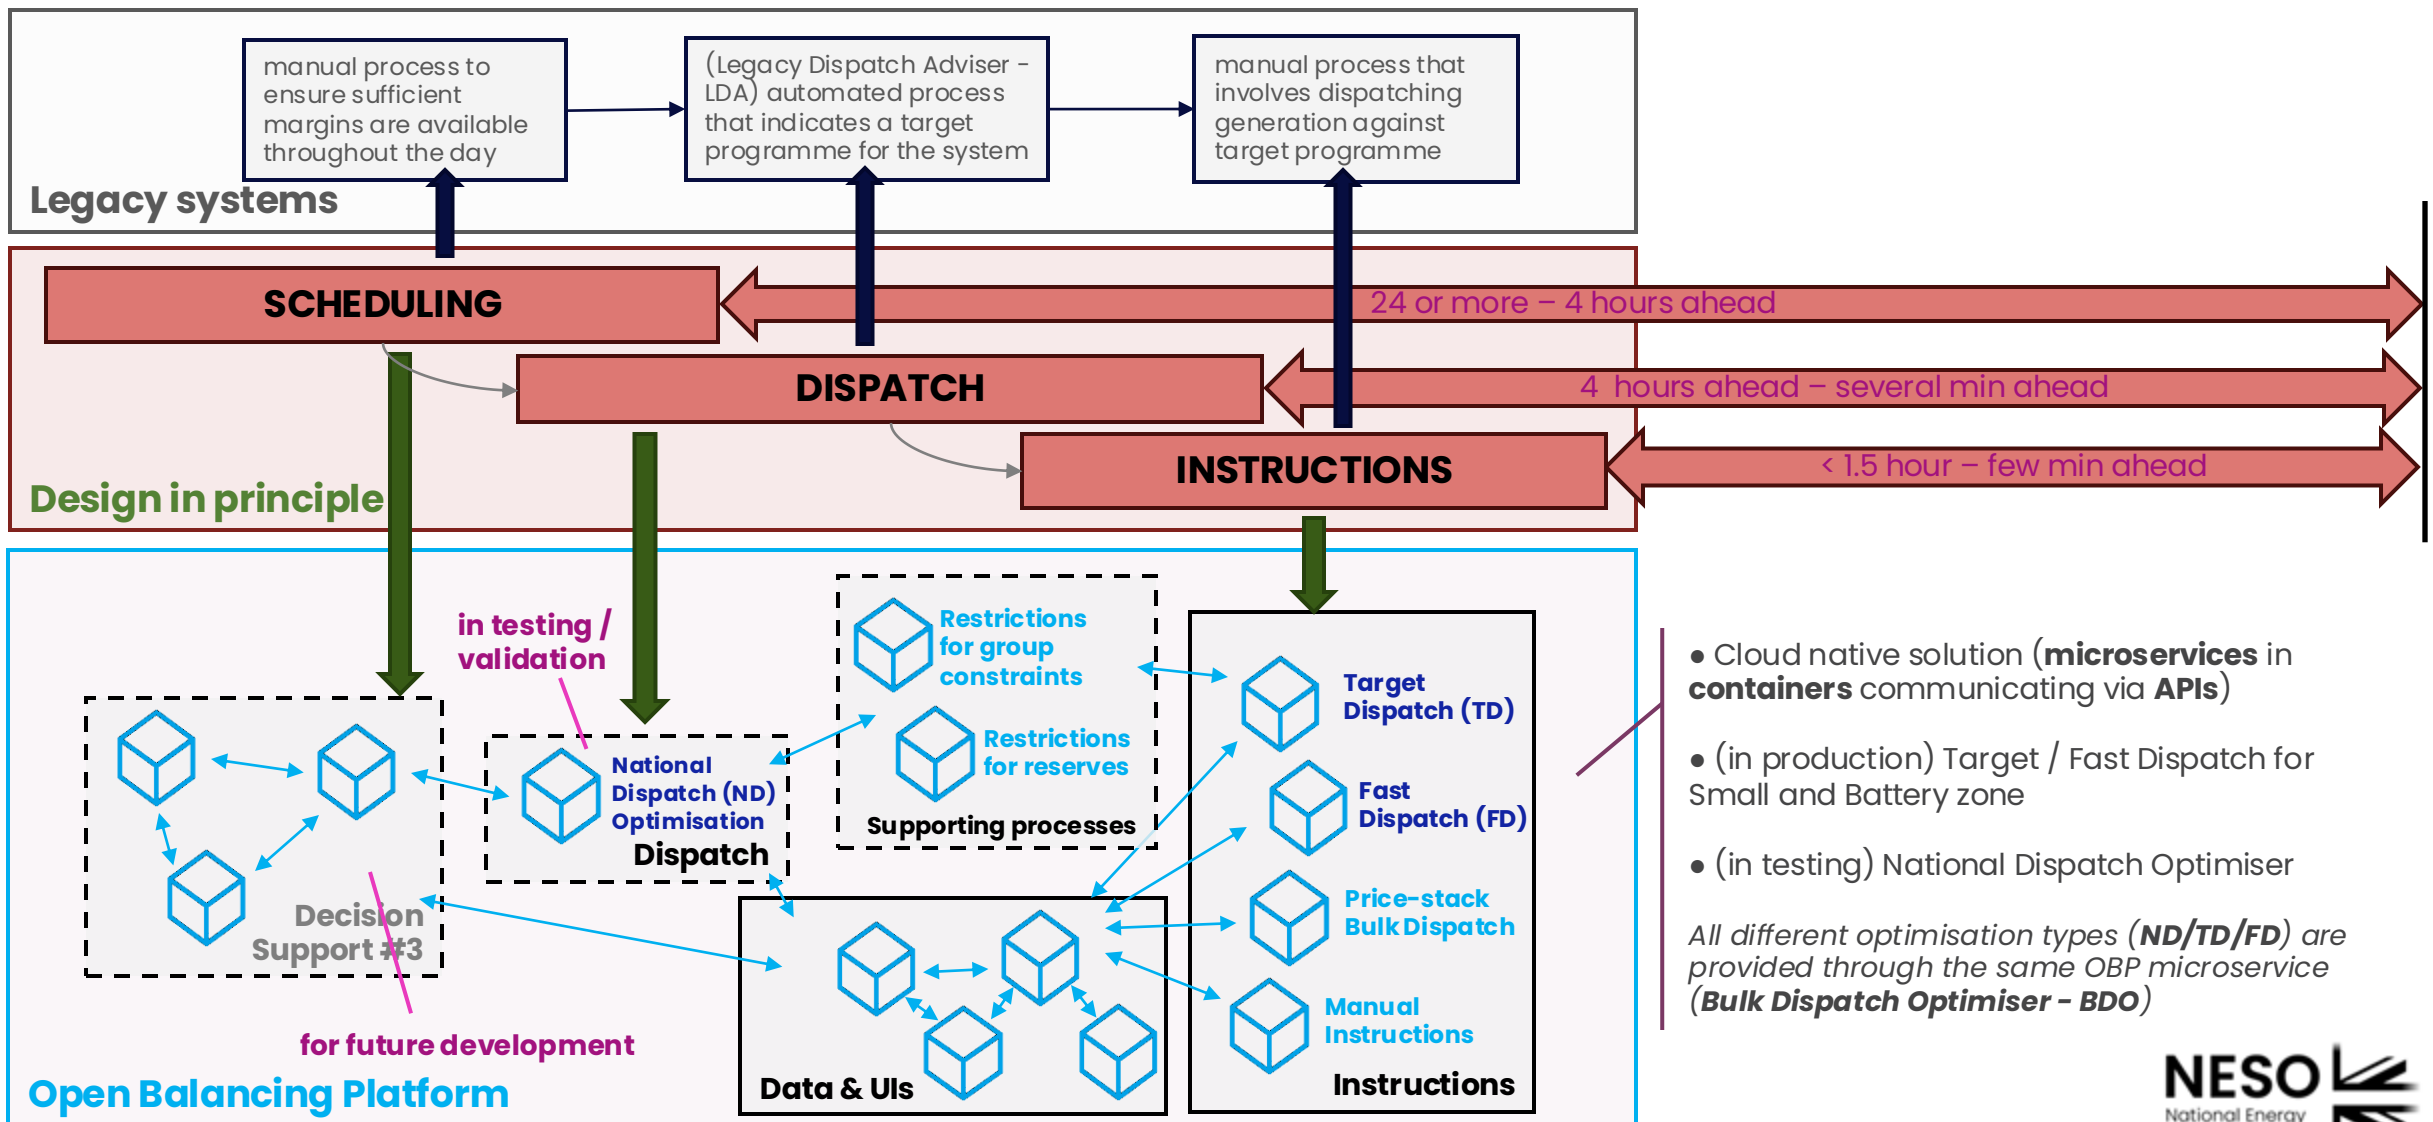 manual process to
ensure sufficient
margins are available
throughout the day
(Legacy Dispatch Adviser -
LDA) automated process
that indicates a target
programme for the system
manual process that
involves dispatching
generation against
target programme
Legacy systems
SCHEDULING
24 or more – 4 hours ahead
DISPATCH
4 hours ahead – several min ahead
INSTRUCTIONS
< 1.5 hour – few min ahead
Design in principle
in testing /
validation
Restrictions
for group
constraints
Restrictions
for reserves
Supporting processes
National
Dispatch (ND)
Optimisation
Dispatch
Target
Dispatch (TD)
Fast
Dispatch (FD)
Price-stack
Bulk Dispatch
Manual
Instructions
Instructions
Decision
Support #3
for future development
Data & UIs
Open Balancing Platform
● Cloud native solution (microservices in
containers communicating via APIs)
● (in production) Target / Fast Dispatch for
Small and Battery zone
● (in testing) National Dispatch Optimiser
All different optimisation types (ND/TD/FD) are
provided through the same OBP microservice
(Bulk Dispatch Optimiser - BDO)
NESO
National Energy